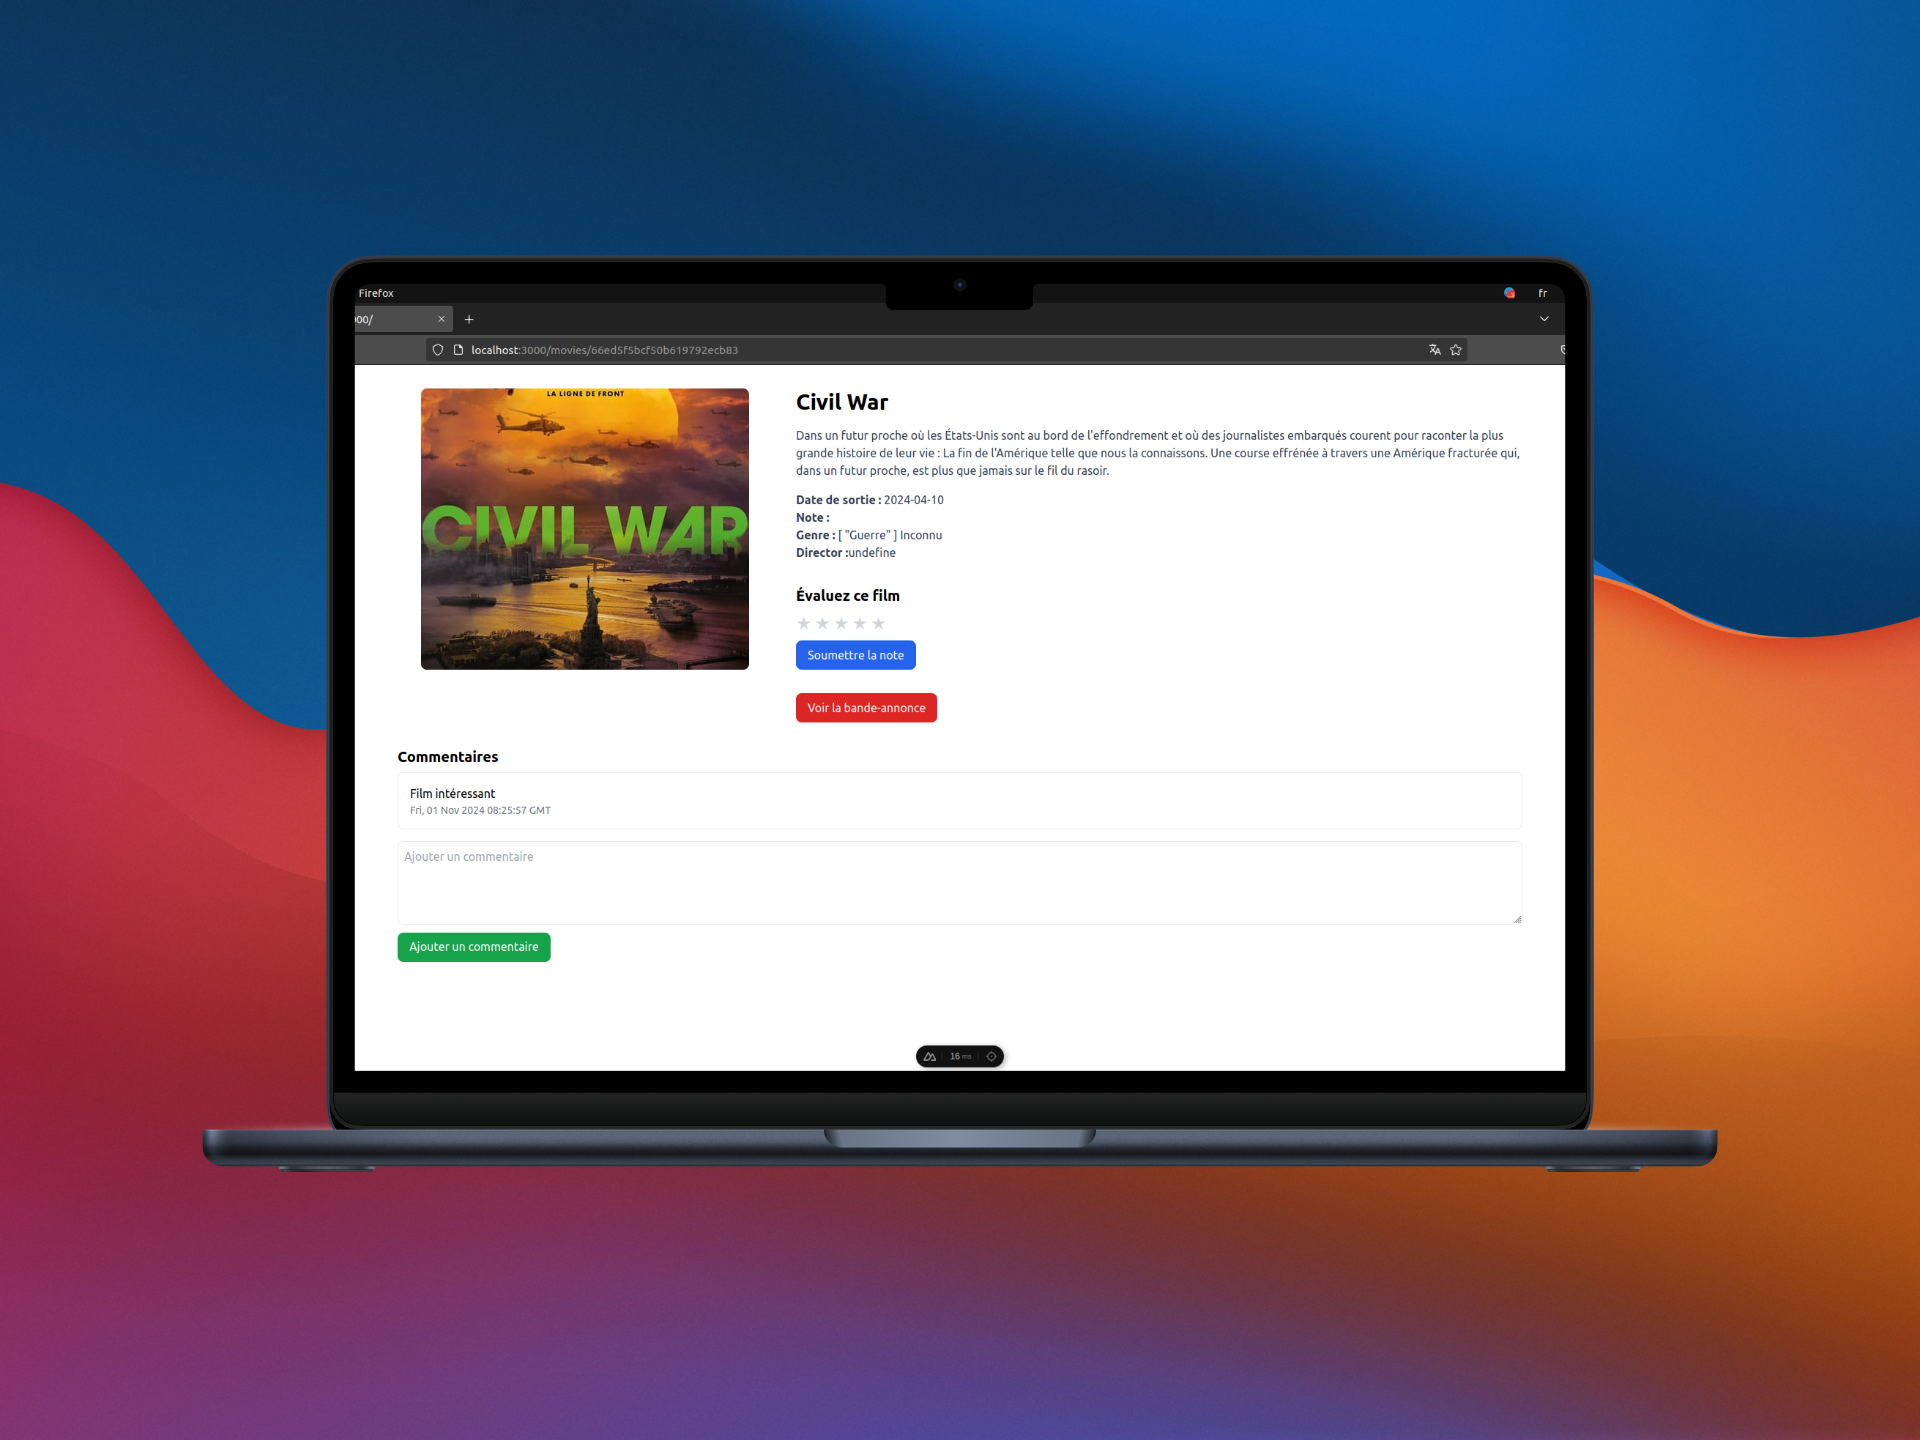 Firefox
fr
00/
localhost:3000/movies/66ed5f5bcf50b619792ecb83
LA LIGNE DE FRONT
CIVIL WAR
Civil War
Dans un futur proche où les États-Unis sont au bord de l'effondrement et où des journalistes embarqués courent pour raconter la plus
grande histoire de leur vie : La fin de l'Amérique telle que nous la connaissons. Une course effrénée à travers une Amérique fracturée qui,
dans un futur proche, est plus que jamais sur le fil du rasoir.
Date de sortie : 2024-04-10
Note :
Genre : [ "Guerre" ] Inconnu
Director :undefine
Évaluez ce film
Soumettre la note
Voir la bande-annonce
Commentaires
Film intéressant
Fri, 01 Nov 2024 08:25:57 GMT
Ajouter un commentaire
Ajouter un commentaire
16 ms